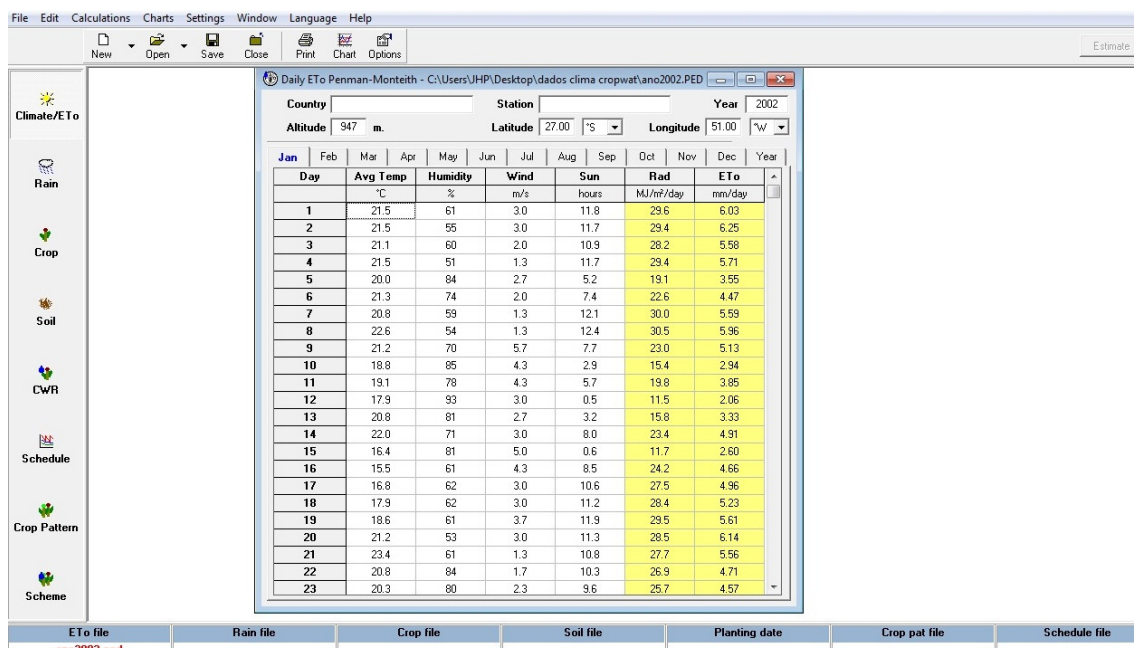 File Edit Calculations Charts Settings Window Language Help
New Open Save Close Print Chart Options Estimate
Daily ETo Penman-Monteith - C:\Users\JHP\Desktop\dados clima cropwat\ano2002.PED
Country Station Year 2002
Altitude 947 m. Latitude 27.00 °S Longitude 51.00 °W
Jan Feb Mar Apr May Jun Jul Aug Sep Oct Nov Dec Year
Day Avg Temp Humidity Wind Sun Rad ETo
°C % m/s hours MJ/m²/day mm/day
1 21.5 61 3.0 11.8 29.6 6.03
2 21.5 55 3.0 11.7 29.4 6.25
3 21.1 60 2.0 10.9 28.2 5.58
4 21.5 51 1.3 11.7 29.4 5.71
5 20.0 84 2.7 5.2 19.1 3.55
6 21.3 74 2.0 7.4 22.6 4.47
7 20.8 59 1.3 12.1 30.0 5.59
8 22.6 54 1.3 12.4 30.5 5.96
9 21.2 70 5.7 7.7 23.0 5.13
10 18.8 85 4.3 2.9 15.4 2.94
11 19.1 78 4.3 5.7 19.8 3.85
12 17.9 93 3.0 0.5 11.5 2.06
13 20.8 81 2.7 3.2 15.8 3.33
14 22.0 71 3.0 8.0 23.4 4.91
15 16.4 81 5.0 0.6 11.7 2.60
16 15.5 61 4.3 8.5 24.2 4.66
17 16.8 62 3.0 10.6 27.5 4.96
18 17.9 62 3.0 11.2 28.4 5.23
19 18.6 61 3.7 11.9 29.5 5.61
20 21.2 53 3.0 11.3 28.5 6.14
21 23.4 61 1.3 10.8 27.7 5.56
22 20.8 84 1.7 10.3 26.9 4.71
23 20.3 80 2.3 9.6 25.7 4.57
Climate/ETo
Rain
Crop
Soil
CWR
Schedule
Crop Pattern
Scheme
ETo file Rain file Crop file Soil file Planting date Crop pat file Schedule file